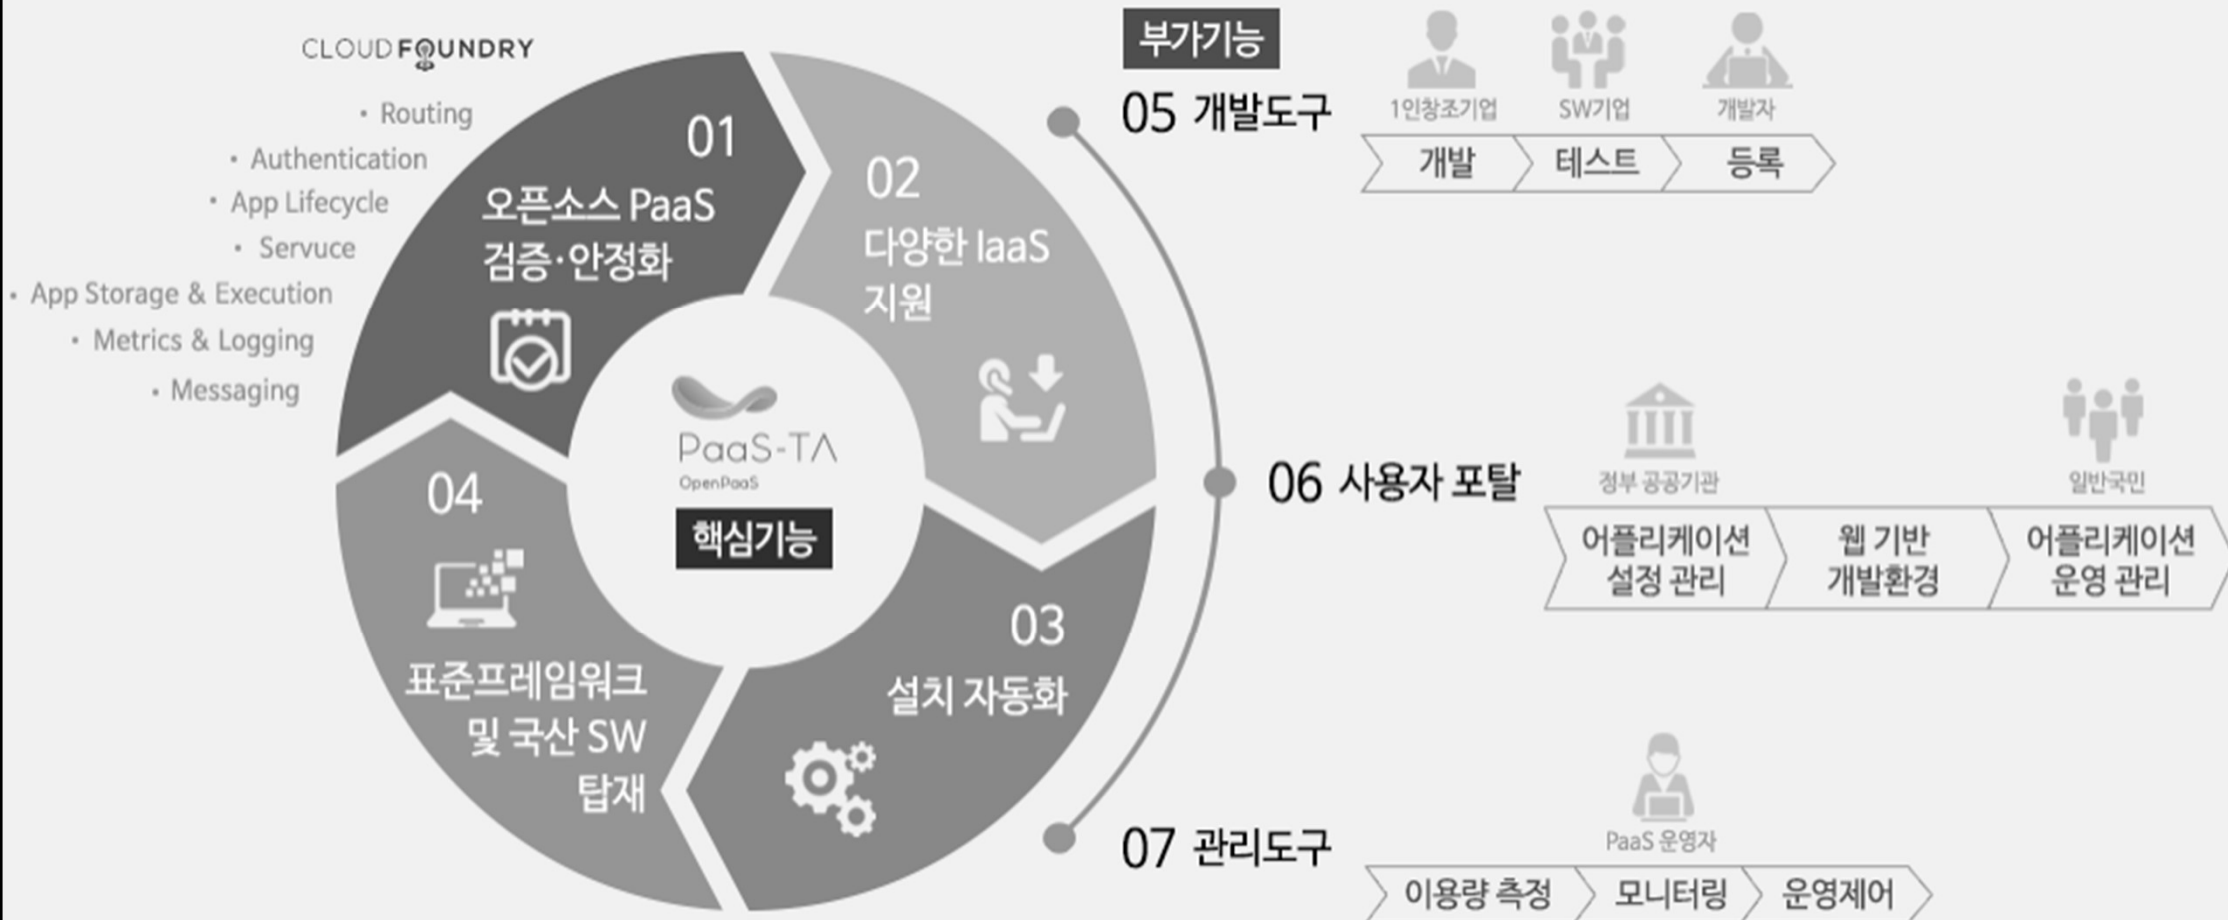 CLOUD FOUNDRY
· Routing
· Authentication
· App Lifecycle
· Servuce
· App Storage & Execution
· Metrics & Logging
· Messaging
01
오픈소스 PaaS
검증·안정화
02
다양한 IaaS
지원
03
설치 자동화
04
표준프레임워크
및 국산 SW
탑재
PaaS-TA
OpenPaaS
핵심기능
부가기능
05 개발도구
1인창조기업
SW기업
개발자
개발
테스트
등록
06 사용자 포탈
정부 공공기관
일반국민
어플리케이션
설정 관리
웹 기반
개발환경
어플리케이션
운영 관리
07 관리도구
PaaS 운영자
이용량 측정
모니터링
운영제어